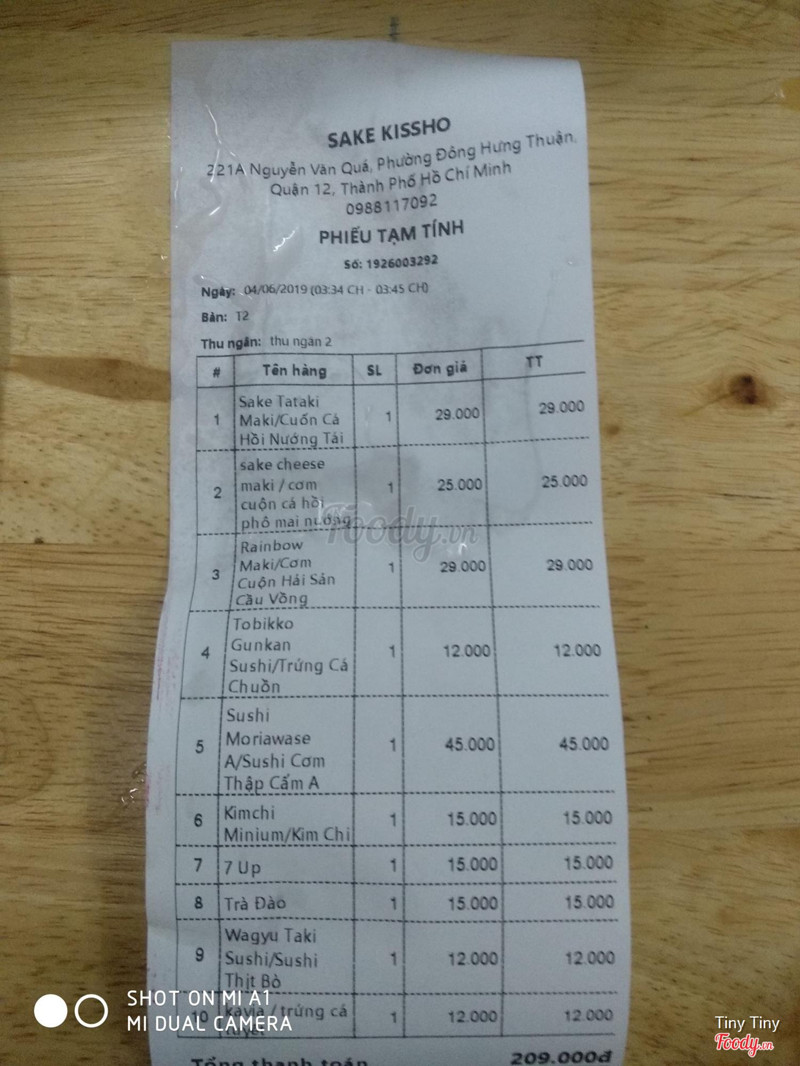 SAKE KISSHO
221A Nguyễn Văn Quá, Phường Đông Hưng Thuận,
Quận 12, Thành Phố Hồ Chí Minh
0988117092
PHIẾU TẠM TÍNH
Số: 1926003292
Ngày: 04/06/2019 (03:34 CH - 03:45 CH)
Bàn: T2
Thu ngân: thu ngân 2
# Tên hàng SL Đơn giá TT
1 Sake Tataki
Maki/Cuốn Cá
Hồi Nướng Tái 1 29.000 29.000
2 sake cheese
maki / cơm
cuộn cá hồi
phô mai nướng 1 25.000 25.000
3 Rainbow
Maki/Cơm
Cuộn Hải Sản
Cầu Vồng 1 29.000 29.000
4 Tobikko
Gunkan
Sushi/Trứng Cá
Chuồn 1 12.000 12.000
5 Sushi
Moriawase
A/Sushi Cơm
Thập Cẩm A 1 45.000 45.000
6 Kimchi
Minium/Kim Chi 1 15.000 15.000
7 7 Up 1 15.000 15.000
8 Trà Đào 1 15.000 15.000
9 Wagyu Taki
Sushi/Sushi
Thịt Bò 1 12.000 12.000
10 kavia / trứng cá
tuyết 1 12.000 12.000
Tổng thanh toán 209.000đ
Foody.vn
SHOT ON MI A1
MI DUAL CAMERA
Tiny Tiny
Foody.vn